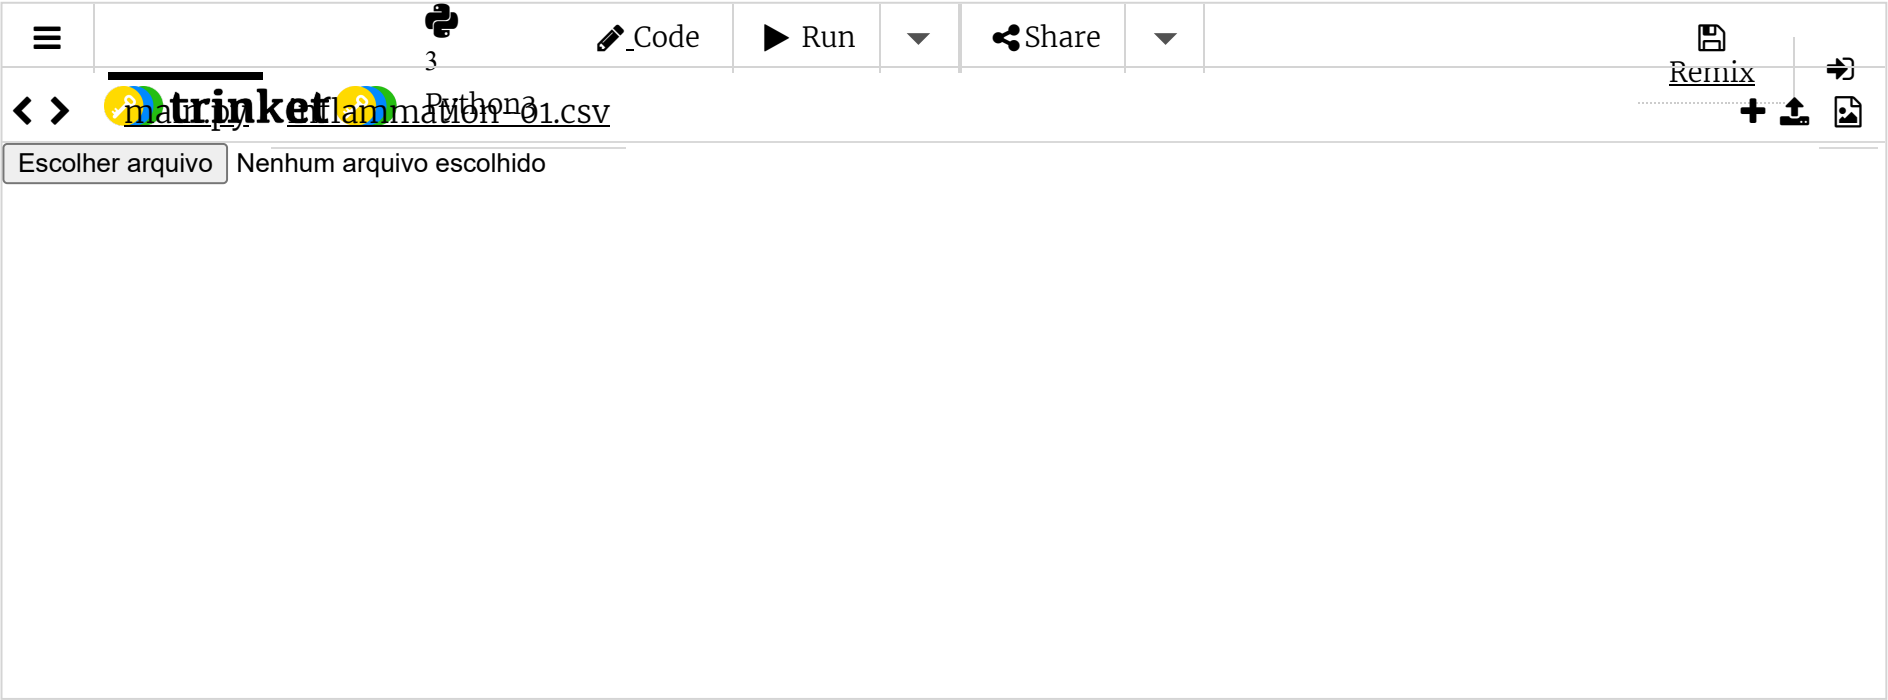 Code Run Share
3
Remix
main.py inflammation-01.csv
trinket
Python3
Escolher arquivo Nenhum arquivo escolhido